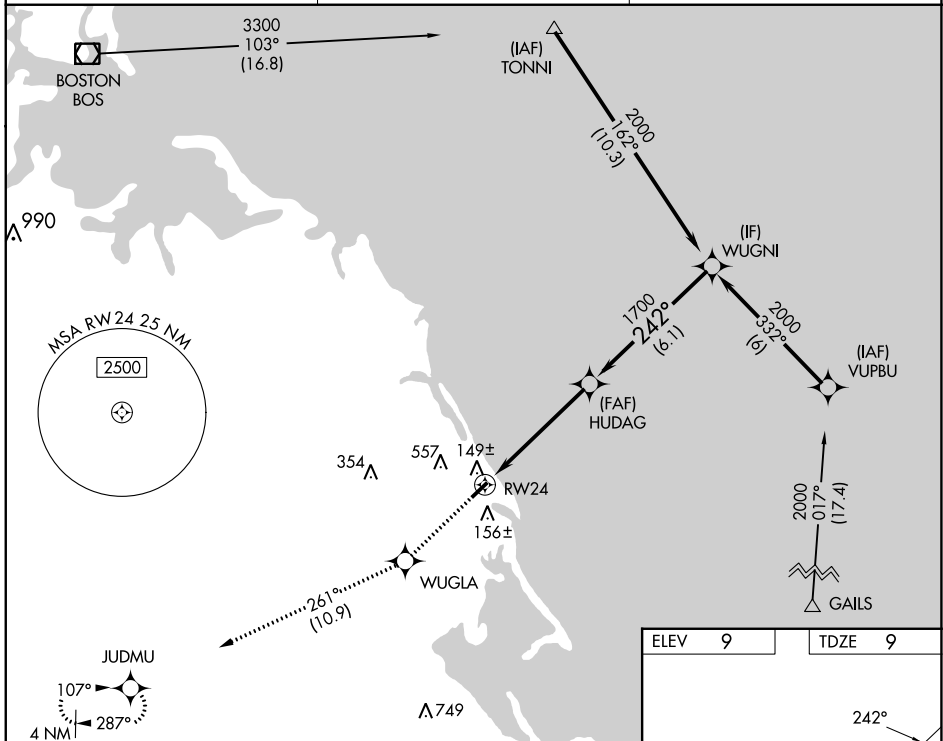 3300
103°
(16.8)
BOSTON
BOS
(IAF)
TONNI
2000
162°
(10.3)
990
(IF)
WUGNI
1700
242°
(6.1)
2000
332°
(6)
(IAF)
VUPBU
MSA RW24 25 NM
2500
(FAF)
HUDAG
354
557
149±
RW24
156±
2000
017°
(17.4)
WUGLA
261°
(10.9)
GAILS
JUDMU
107°
287°
4 NM
749
ELEV 9
TDZE 9
242°